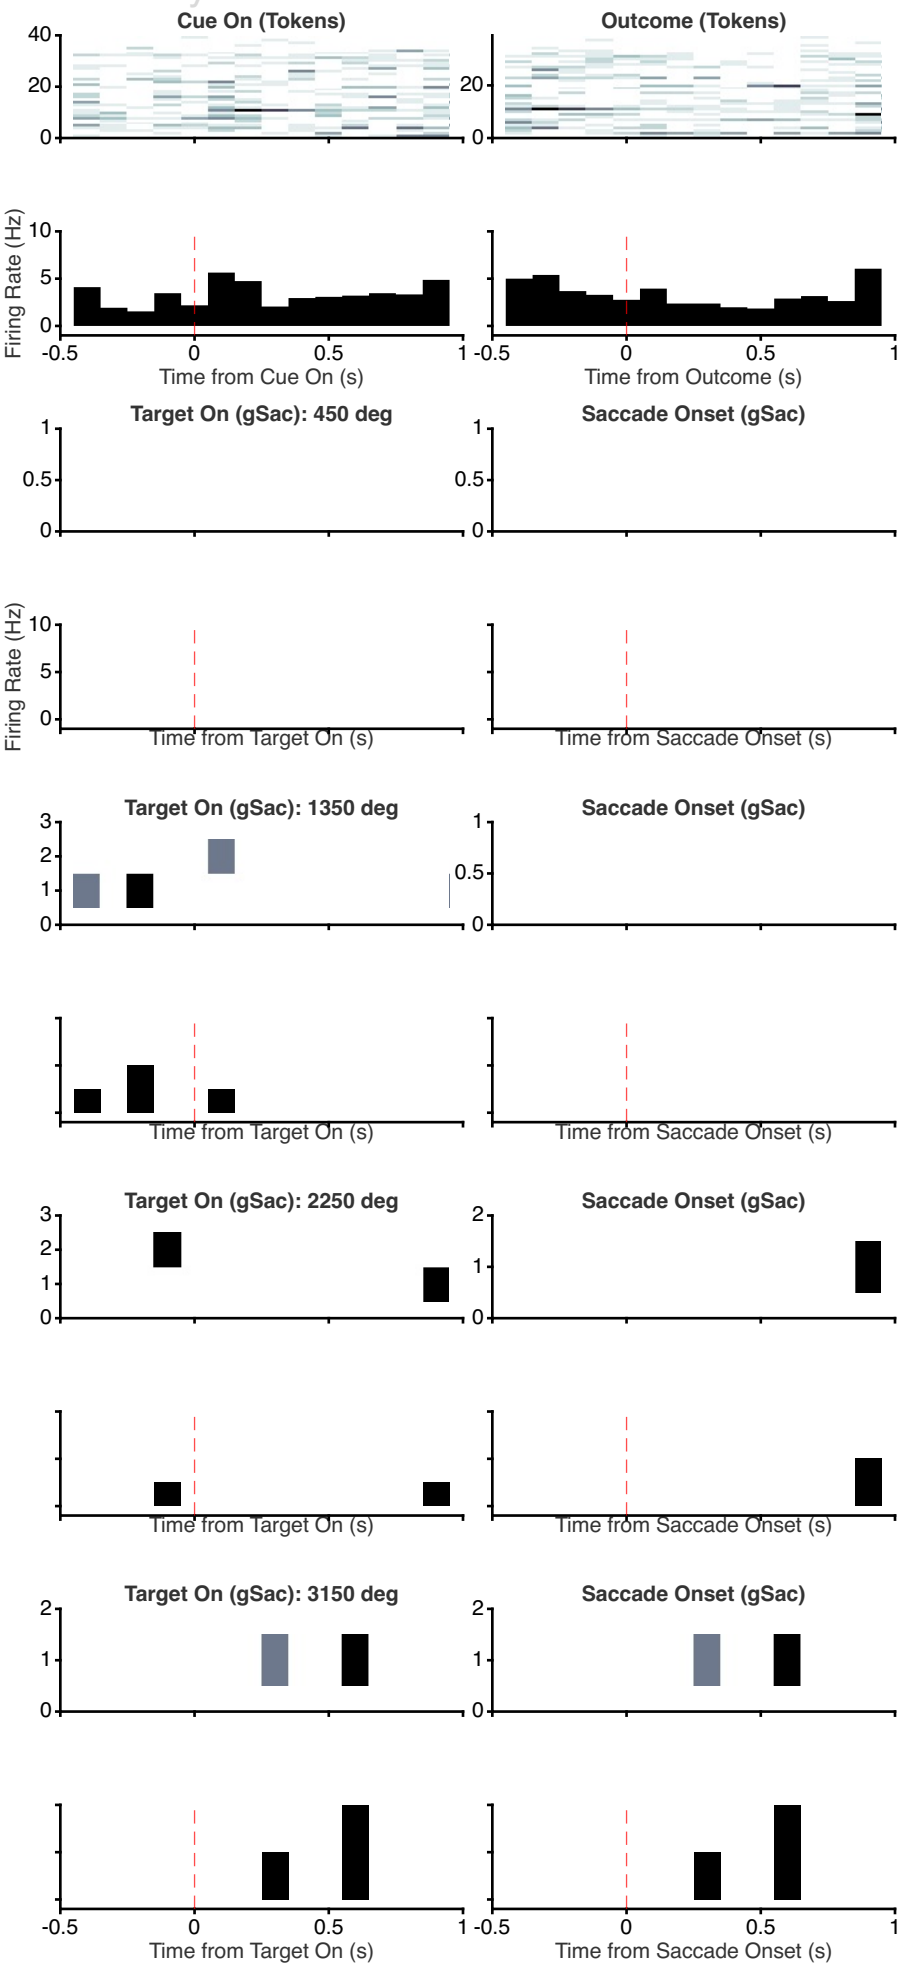 Cue On (Tokens) Outcome (Tokens)
40
20 20
0 0
Firing Rate (Hz)
10
5
0
-0.5 0 0.5 1 -0.5 0 0.5 1
Time from Cue On (s) Time from Outcome (s)
Target On (gSac): 450 deg Saccade Onset (gSac)
1 1
0.5 0.5
0 0
Firing Rate (Hz)
10
5
0
Time from Target On (s) Time from Saccade Onset (s)
Target On (gSac): 1350 deg Saccade Onset (gSac)
3 1
2
1 0.5
0 0
Time from Target On (s) Time from Saccade Onset (s)
Target On (gSac): 2250 deg Saccade Onset (gSac)
3 2
2
1 1
0 0
Time from Target On (s) Time from Saccade Onset (s)
Target On (gSac): 3150 deg Saccade Onset (gSac)
2 2
1 1
0 0
-0.5 0 0.5 1 -0.5 0 0.5 1
Time from Target On (s) Time from Saccade Onset (s)